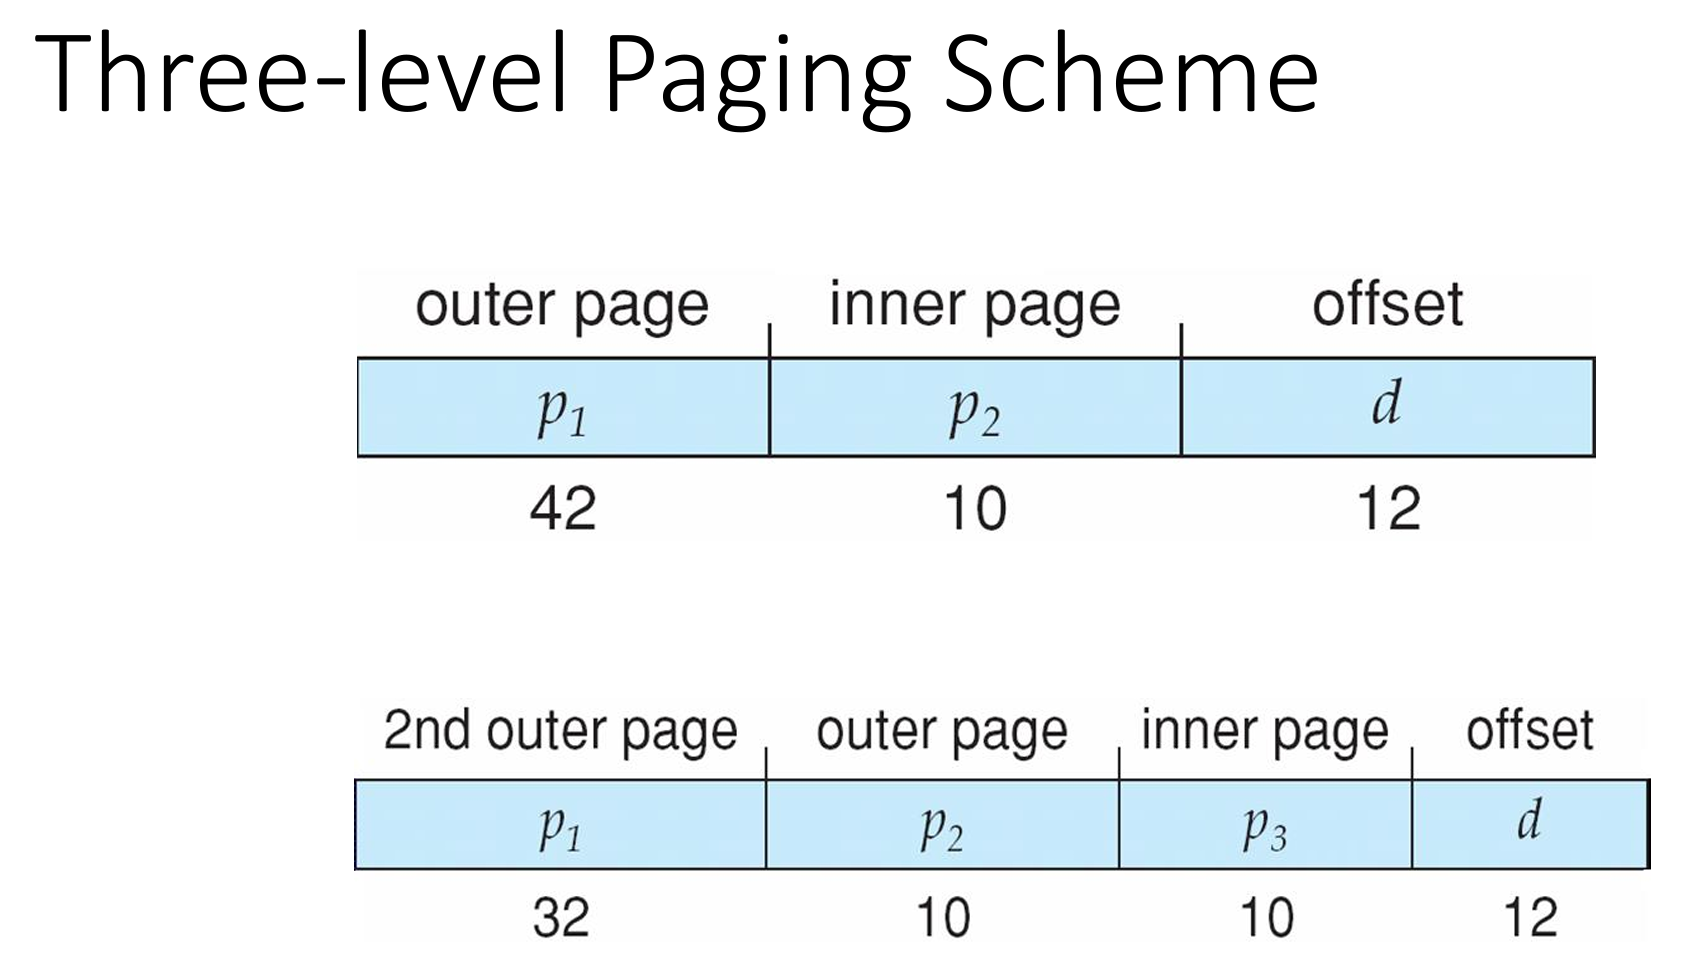 Three-level Paging Scheme
outer page inner page offset
p1 p2 d
42 10 12
2nd outer page outer page inner page offset
p1 p2 p3 d
32 10 10 12